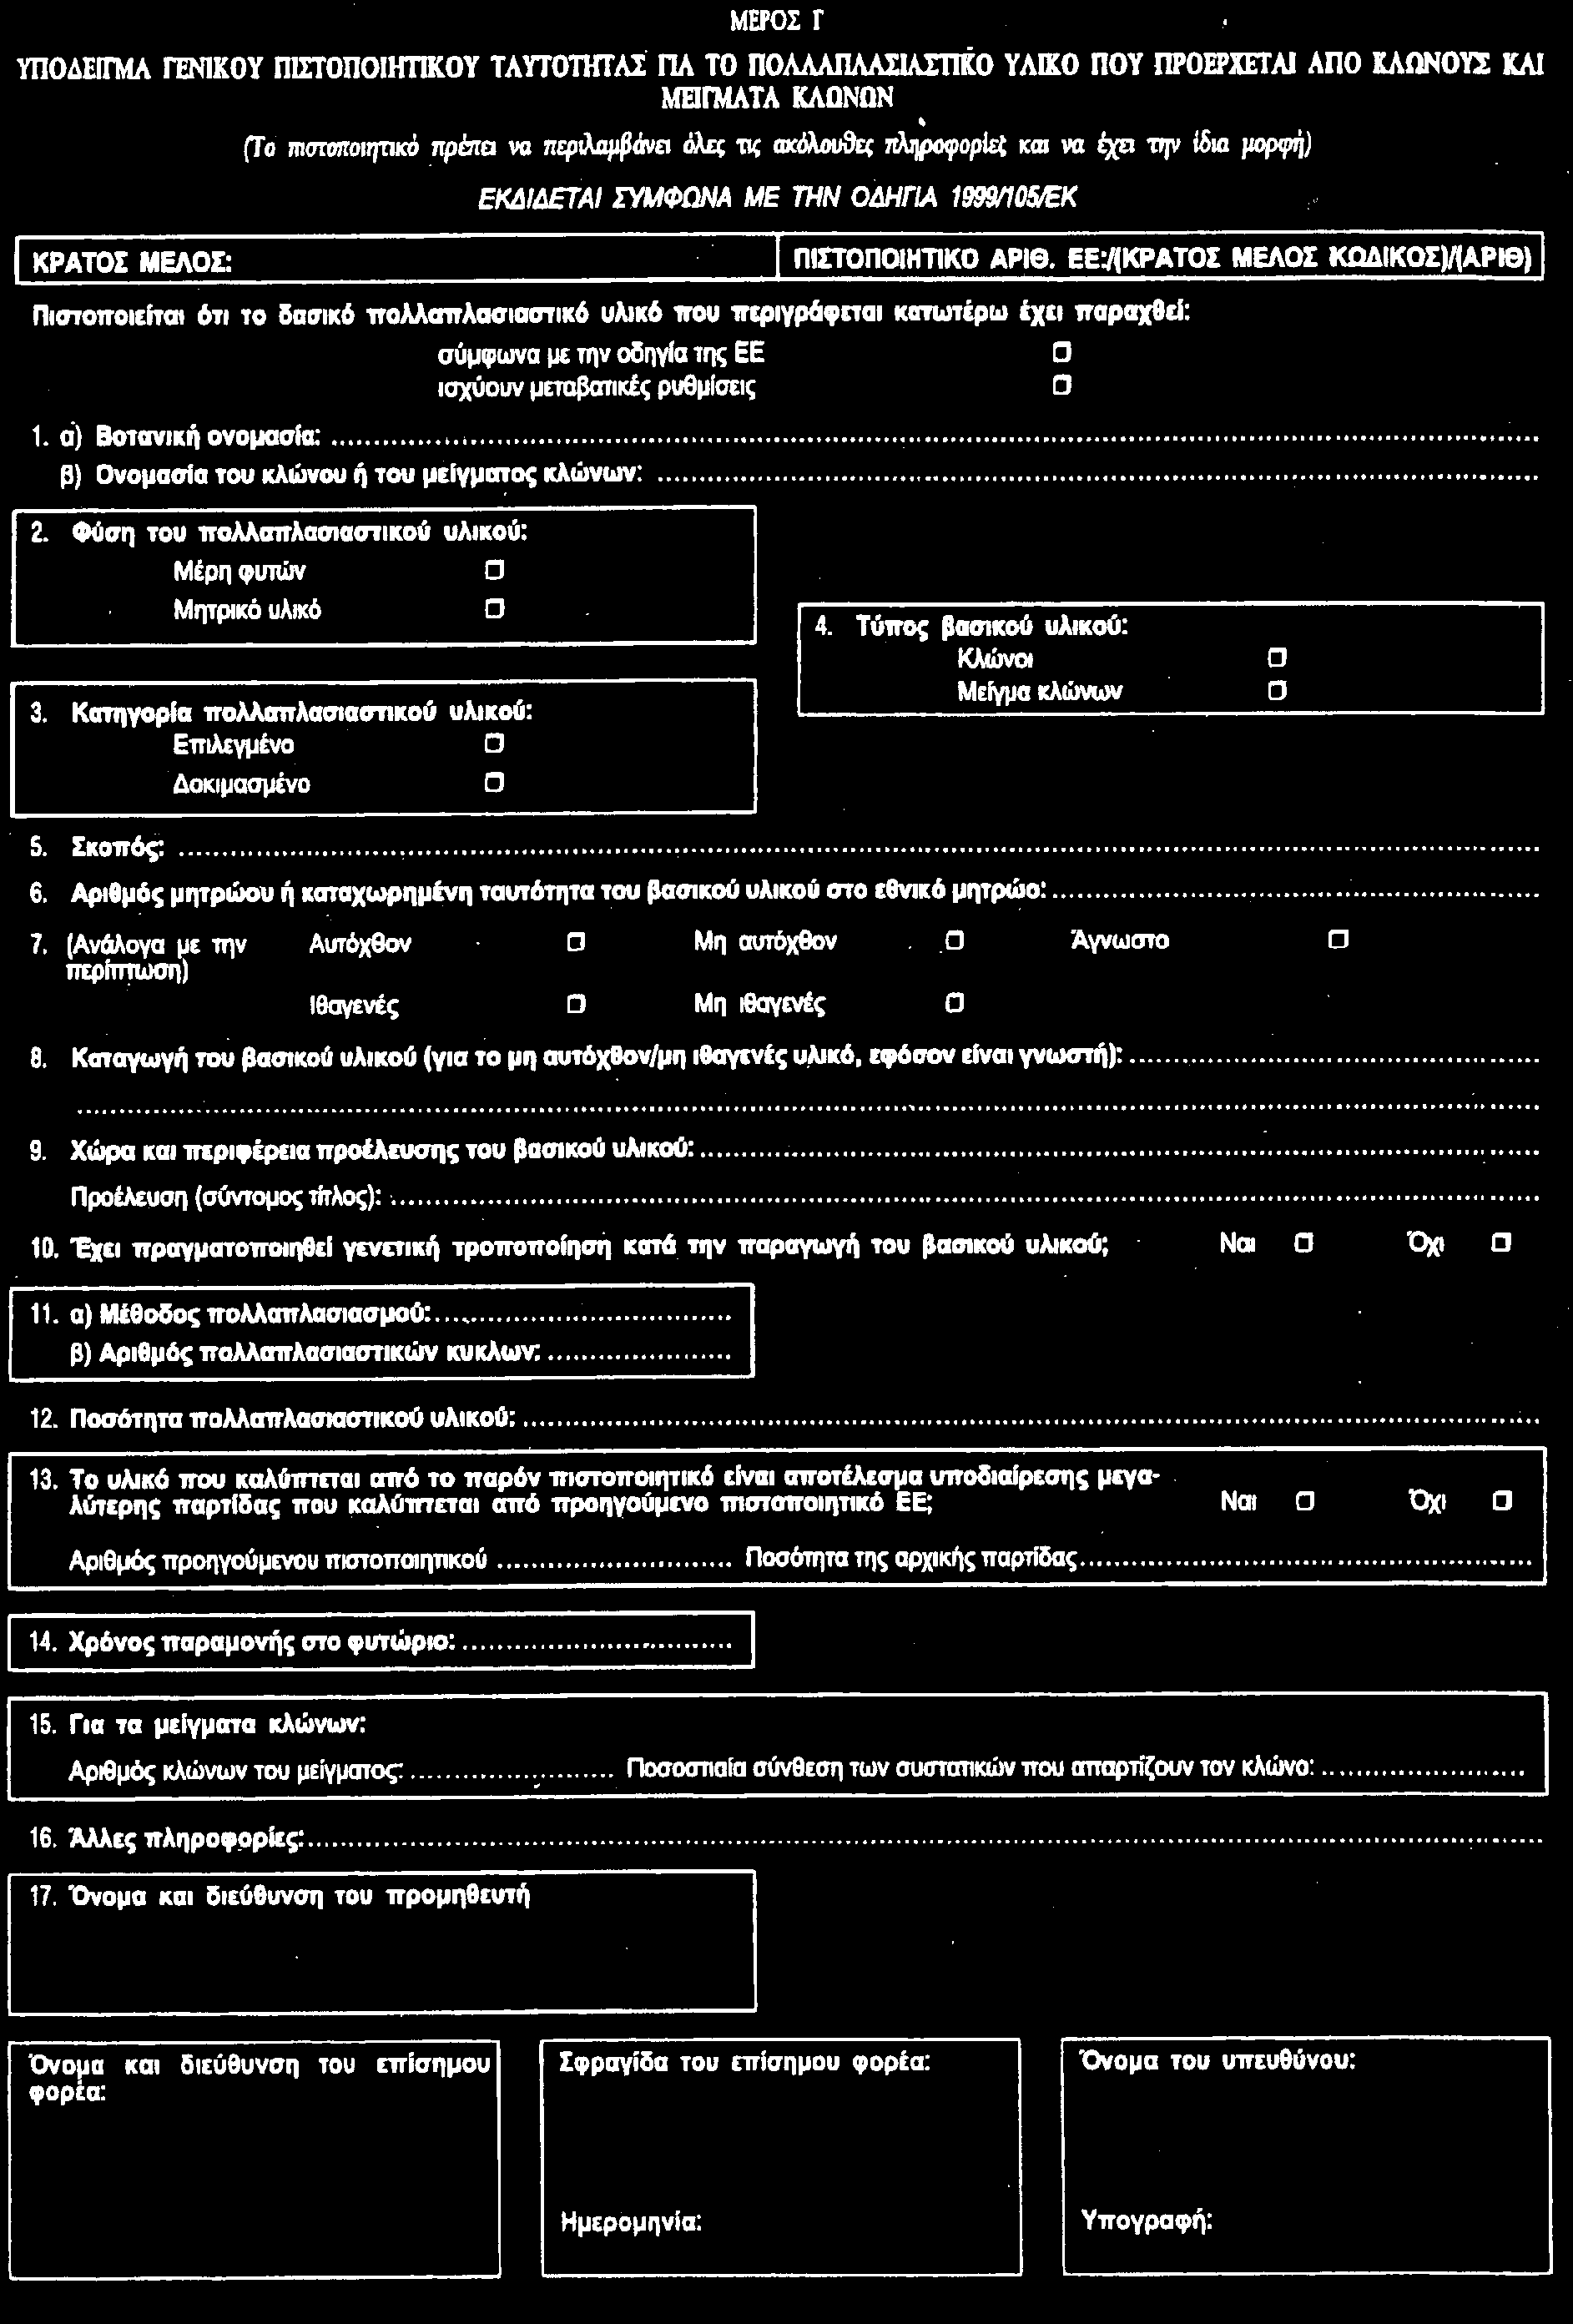 ΜΕΡΟΣ Γ
ΥΠΟΔΕΙΓΜΑ ΓΕΝΙΚΟΥ ΠΙΣΤΟΠΟΙΗΤΙΚΟΥ ΤΑΥΤΟΤΗΤΑΣ ΓΙΑ ΤΟ ΠΟΛΛΑΠΛΑΣΙΑΣΤΙΚΟ ΥΛΙΚΟ ΠΟΥ ΠΡΟΕΡΧΕΤΑΙ ΑΠΟ ΚΛΩΝΟΥΣ ΚΑΙ
ΜΕΙΓΜΑΤΑ ΚΛΩΝΩΝ
(Το πιστοποιητικό πρέπει να περιλαμβάνει όλες τις ακόλουθες πληροφορίες και να έχει την ίδια μορφή)
ΕΚΔΙΔΕΤΑΙ ΣΥΜΦΩΝΑ ΜΕ ΤΗΝ ΟΔΗΓΙΑ 1999/105/ΕΚ
ΚΡΑΤΟΣ ΜΕΛΟΣ: ΠΙΣΤΟΠΟΙΗΤΙΚΟ ΑΡΙΘ. ΕΕ:/(ΚΡΑΤΟΣ ΜΕΛΟΣ ΚΩΔΙΚΟΣ)/(ΑΡΙΘ)
Πιστοποιείται ότι το δασικό πολλαπλασιαστικό υλικό που περιγράφεται κατωτέρω έχει παραχθεί:
σύμφωνα με την οδηγία της ΕΕ □
ισχύουν μεταβατικές ρυθμίσεις □
1. α) Βοτανική ονομασία: ..........
β) Ονομασία του κλώνου ή του μείγματος κλώνων: ..........
2. Φύση του πολλαπλασιαστικού υλικού:
Μέρη φυτών □
Μητρικό υλικό □
4. Τύπος βασικού υλικού:
Κλώνοι □
Μείγμα κλώνων □
3. Κατηγορία πολλαπλασιαστικού υλικού:
Επιλεγμένο □
Δοκιμασμένο □
5. Σκοπός: ..........
6. Αριθμός μητρώου ή καταχωρημένη ταυτότητα του βασικού υλικού στο εθνικό μητρώο: ..........
7. (Ανάλογα με την Αυτόχθον □ Μη αυτόχθον □ Άγνωστο □
περίπτωση)
Ιθαγενές □ Μη ιθαγενές □
8. Καταγωγή του βασικού υλικού (για το μη αυτόχθον/μη ιθαγενές υλικό, εφόσον είναι γνωστή): ..........
..........
9. Χώρα και περιφέρεια προέλευσης του βασικού υλικού: ..........
Προέλευση (σύντομος τίτλος): ..........
10. Έχει πραγματοποιηθεί γενετική τροποποίηση κατά την παραγωγή του βασικού υλικού; Ναι □ Όχι □
11. α) Μέθοδος πολλαπλασιασμού: ..........
β) Αριθμός πολλαπλασιαστικών κυκλων: ..........
12. Ποσότητα πολλαπλασιαστικού υλικού: ..........
13. Το υλικό που καλύπτεται από το παρόν πιστοποιητικό είναι αποτέλεσμα υποδιαίρεσης μεγα-
λύτερης παρτίδας που καλύπτεται από προηγούμενο πιστοποιητικό ΕΕ; Ναι □ Όχι □
Αριθμός προηγούμενου πιστοποιητικού .......... Ποσότητα της αρχικής παρτίδας ..........
14. Χρόνος παραμονής στο φυτώριο: ..........
15. Για τα μείγματα κλώνων:
Αριθμός κλώνων του μείγματος: .......... Ποσοστιαία σύνθεση των συστατικών που απαρτίζουν τον κλώνο: ..........
16. Άλλες πληροφορίες: ..........
17. Όνομα και διεύθυνση του προμηθευτή
Όνομα και διεύθυνση του επίσημου
φορέα:
Σφραγίδα του επίσημου φορέα:
Όνομα του υπευθύνου:
Ημερομηνία:
Υπογραφή: